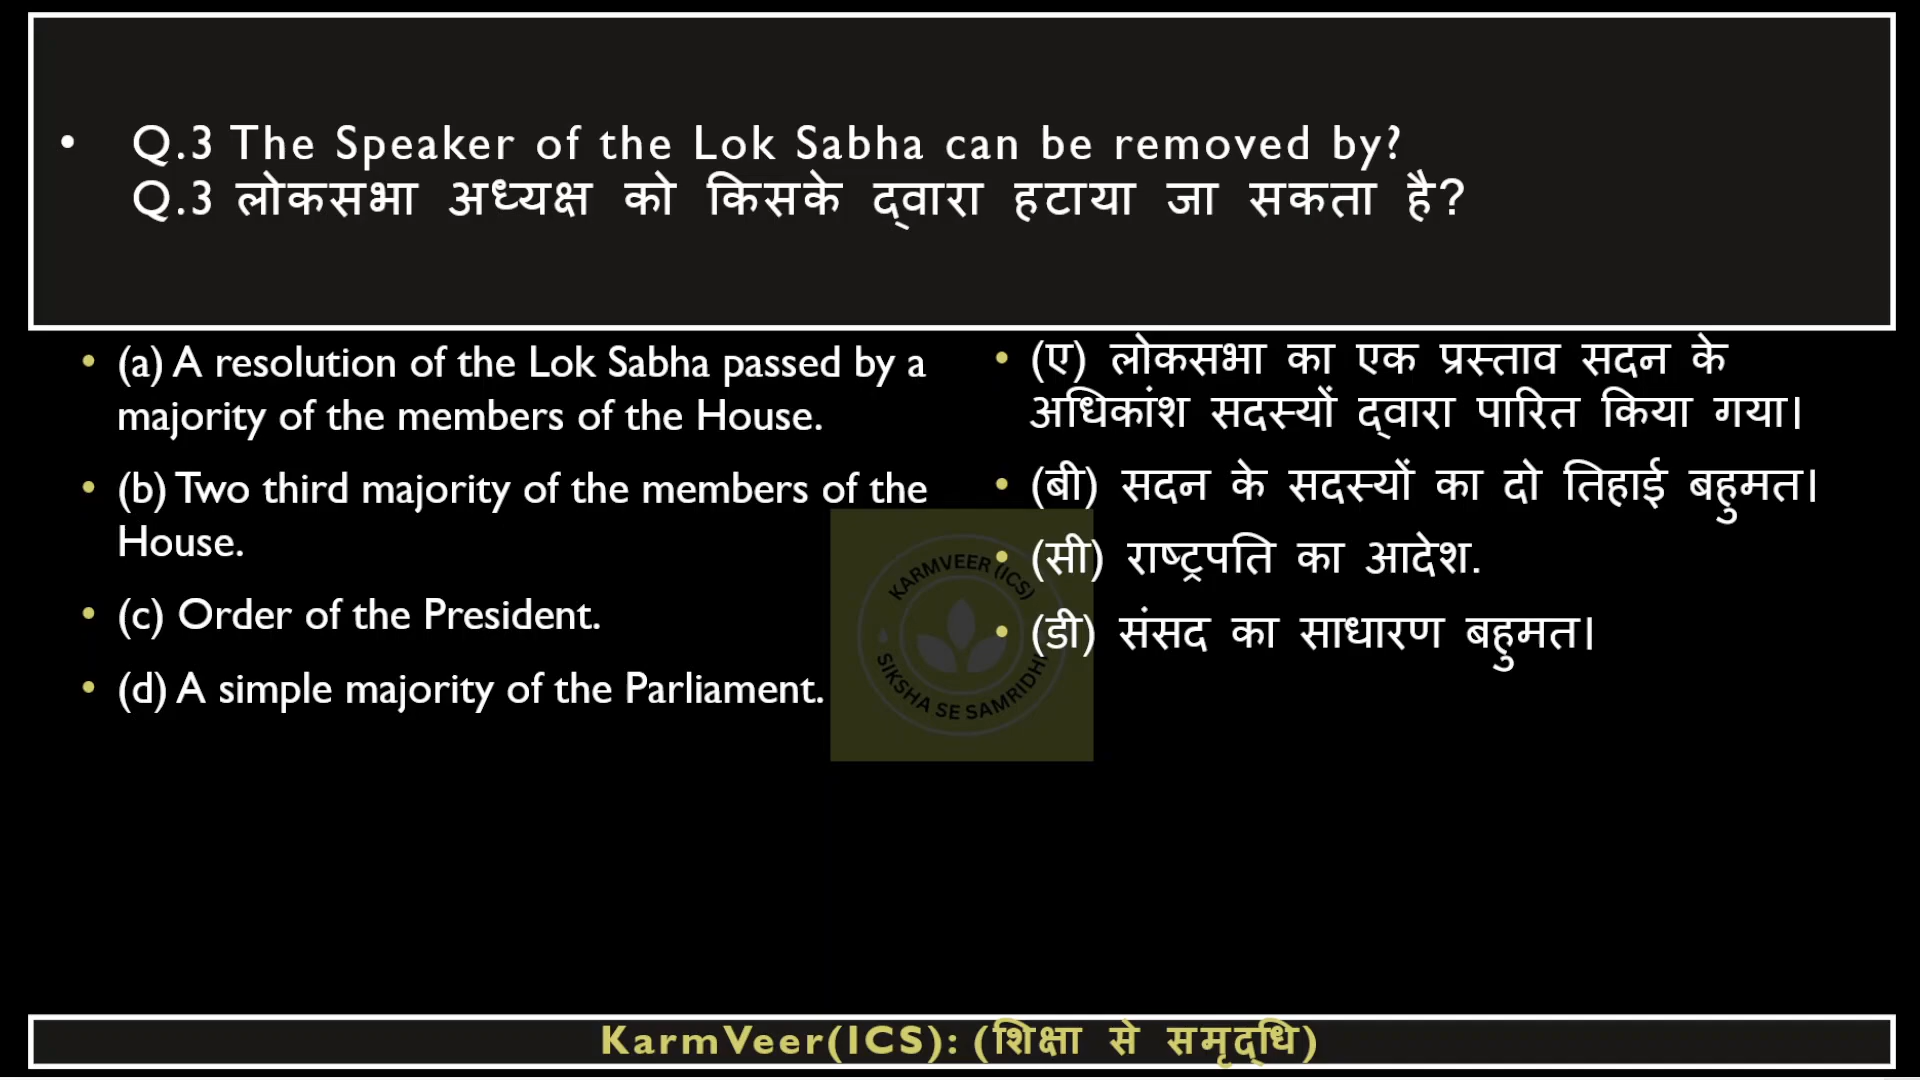 • Q.3 The Speaker of the Lok Sabha can be removed by?
Q.3 लोकसभा अध्यक्ष को किसके द्वारा हटाया जा सकता है?
• (a) A resolution of the Lok Sabha passed by a
majority of the members of the House.
• (b) Two third majority of the members of the
House.
• (c) Order of the President.
• (d) A simple majority of the Parliament.
• (ए) लोकसभा का एक प्रस्ताव सदन के
अधिकांश सदस्यों द्वारा पारित किया गया।
• (बी) सदन के सदस्यों का दो तिहाई बहुमत।
• (सी) राष्ट्रपति का आदेश.
• (डी) संसद का साधारण बहुमत।
KARMVEER (ICS)
SIKSHA SE SAMRIDHI
KarmVeer(ICS): (शिक्षा से समृद्धि)